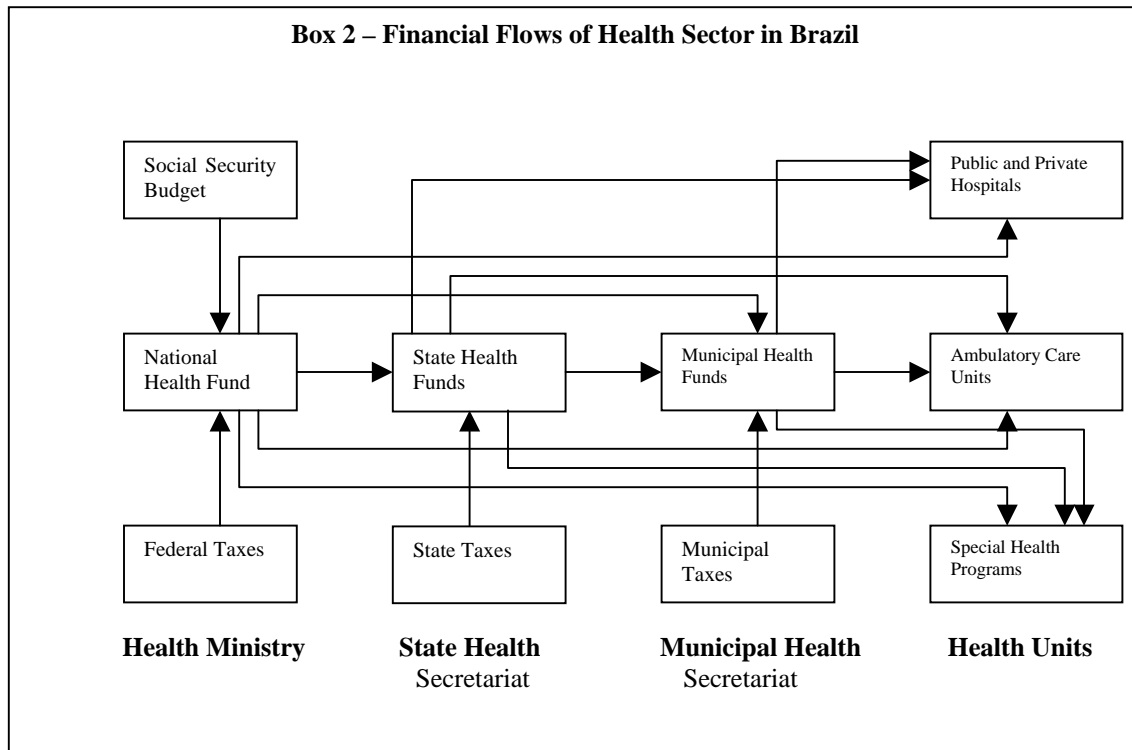 Box 2 – Financial Flows of Health Sector in Brazil
Social Security
Budget
Public and Private
Hospitals
National
Health Fund
State Health
Funds
Municipal Health
Funds
Ambulatory Care
Units
Federal Taxes
State Taxes
Municipal
Taxes
Special Health
Programs
Health Ministry
State Health
Secretariat
Municipal Health
Secretariat
Health Units